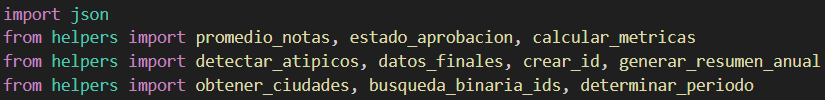 import json
from helpers import promedio_notas, estado_aprobacion, calcular_metricas
from helpers import detectar_atipicos, datos_finales, crear_id, generar_resumen_anual
from helpers import obtener_ciudades, busqueda_binaria_ids, determinar_periodo